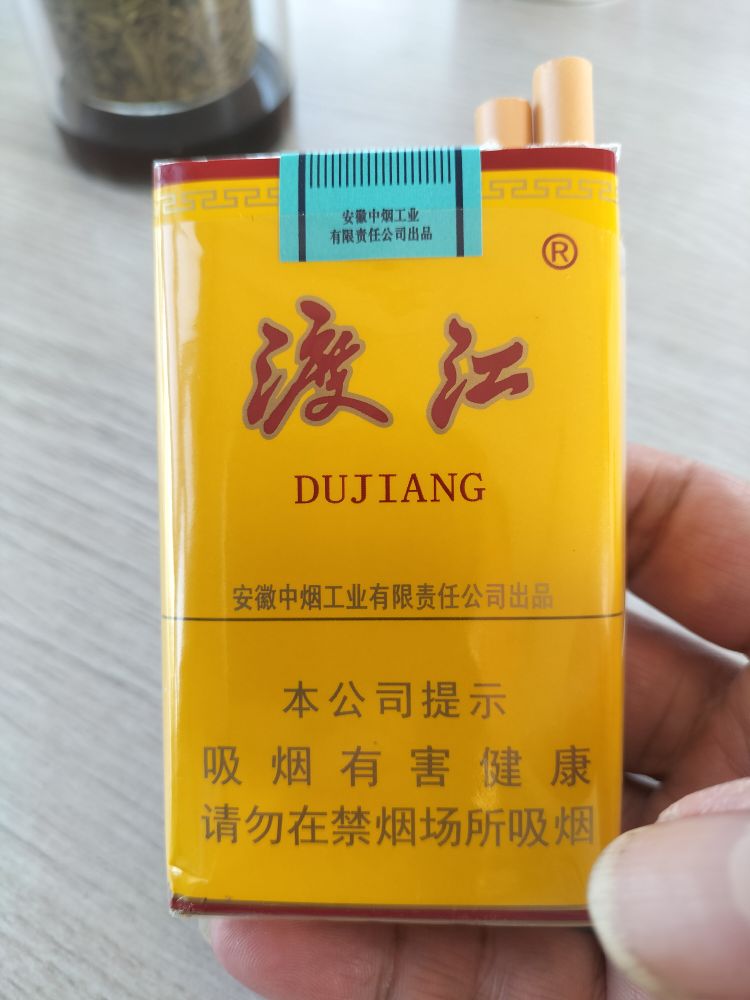 安徽中烟工业
有限责任公司出品
®
渡江
DUJIANG
安徽中烟工业有限责任公司出品
本公司提示
吸烟有害健康
请勿在禁烟场所吸烟